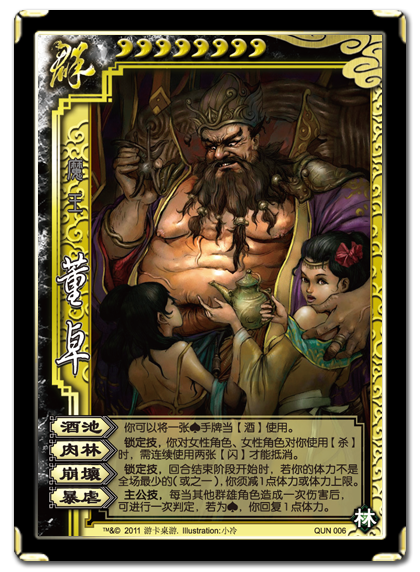 群
魔王
董卓
酒池
你可以将一张♠手牌当【酒】使用。
肉林
锁定技，你对女性角色、女性角色对你使用【杀】
时，需连续使用两张【闪】才能抵消。
崩壞
锁定技，回合结束阶段开始时，若你的体力不是
全场最少的(或之一)，你须减1点体力或体力上限。
暴虐
主公技，每当其他群雄角色造成一次伤害后，
可进行一次判定，若为♠，你回复1点体力。
™&© 2011 游卡桌游. Illustration:小冷
QUN 006
林